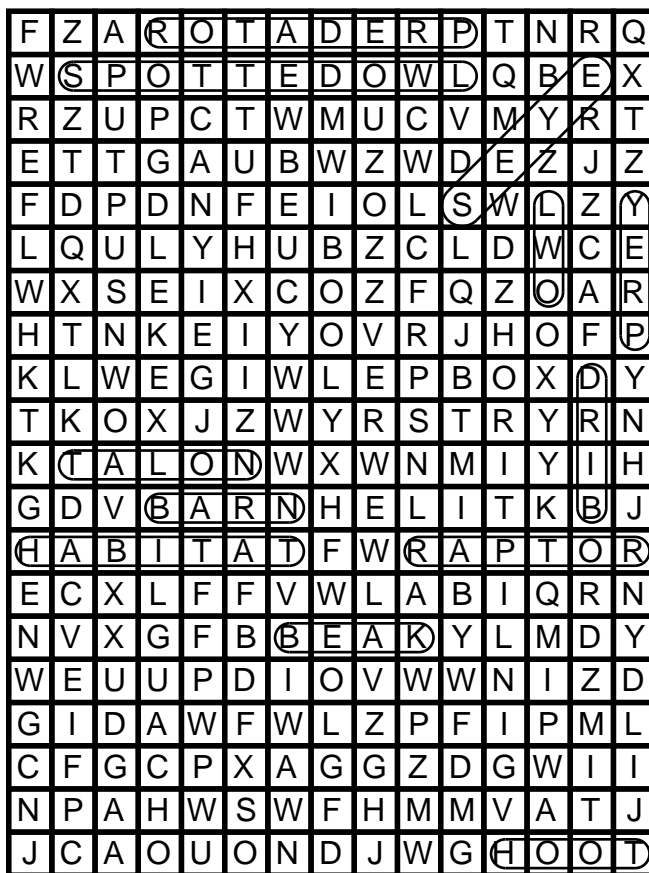 F Z A R O T A D E R P T N R Q
W S P O T T E D O W L Q B E X
R Z U P C T W M U C V M Y R T
E T T G A U B W Z W D E Z J Z
F D P D N F E I O L S W L Z Y
L Q U L Y H U B Z C L D W C E
W X S E I X C O Z F Q Z O A R
H T N K E I Y O V R J H O F P
K L W E G I W L E P B O X D Y
T K O X J Z W Y R S T R Y R N
K T A L O N W X W N M I Y I H
G D V B A R N H E L I T K B J
H A B I T A T F W R A P T O R
E C X L F F V W L A B I Q R N
N V X G F B B E A K Y L M D Y
W E U U P D I O V W W N I Z D
G I D A W F W L Z P F I P M L
C F G C P X A G G Z D G W I I
N P A H W S W F H M M V A T J
J C A O U O N D J W G H O O T